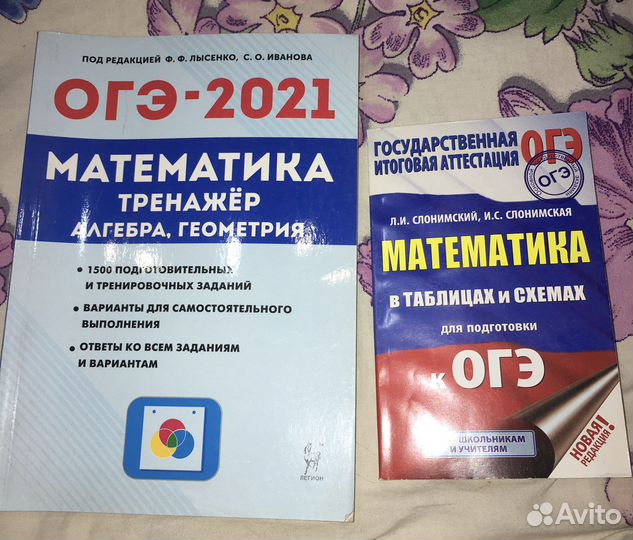 ПОД РЕДАКЦИЕЙ Ф. Ф. ЛЫСЕНКО, С. О. ИВАНОВА
ОГЭ-2021
МАТЕМАТИКА
ТРЕНАЖЁР
АЛГЕБРА, ГЕОМЕТРИЯ
• 1500 ПОДГОТОВИТЕЛЬНЫХ
И ТРЕНИРОВОЧНЫХ ЗАДАНИЙ
• ВАРИАНТЫ ДЛЯ САМОСТОЯТЕЛЬНОГО
ВЫПОЛНЕНИЯ
• ОТВЕТЫ КО ВСЕМ ЗАДАНИЯМ
И ВАРИАНТАМ
ЛЕГИОН
ГОСУДАРСТВЕННАЯ
ИТОГОВАЯ АТТЕСТАЦИЯ
ОГЭ
ОГЭ
Л.И. СЛОНИМСКИЙ, И.С. СЛОНИМСКАЯ
МАТЕМАТИКА
В ТАБЛИЦАХ И СХЕМАХ
для подготовки
к ОГЭ
ШКОЛЬНИКАМ
И УЧИТЕЛЯМ
НОВАЯ
РЕДАКЦИЯ!
Avito